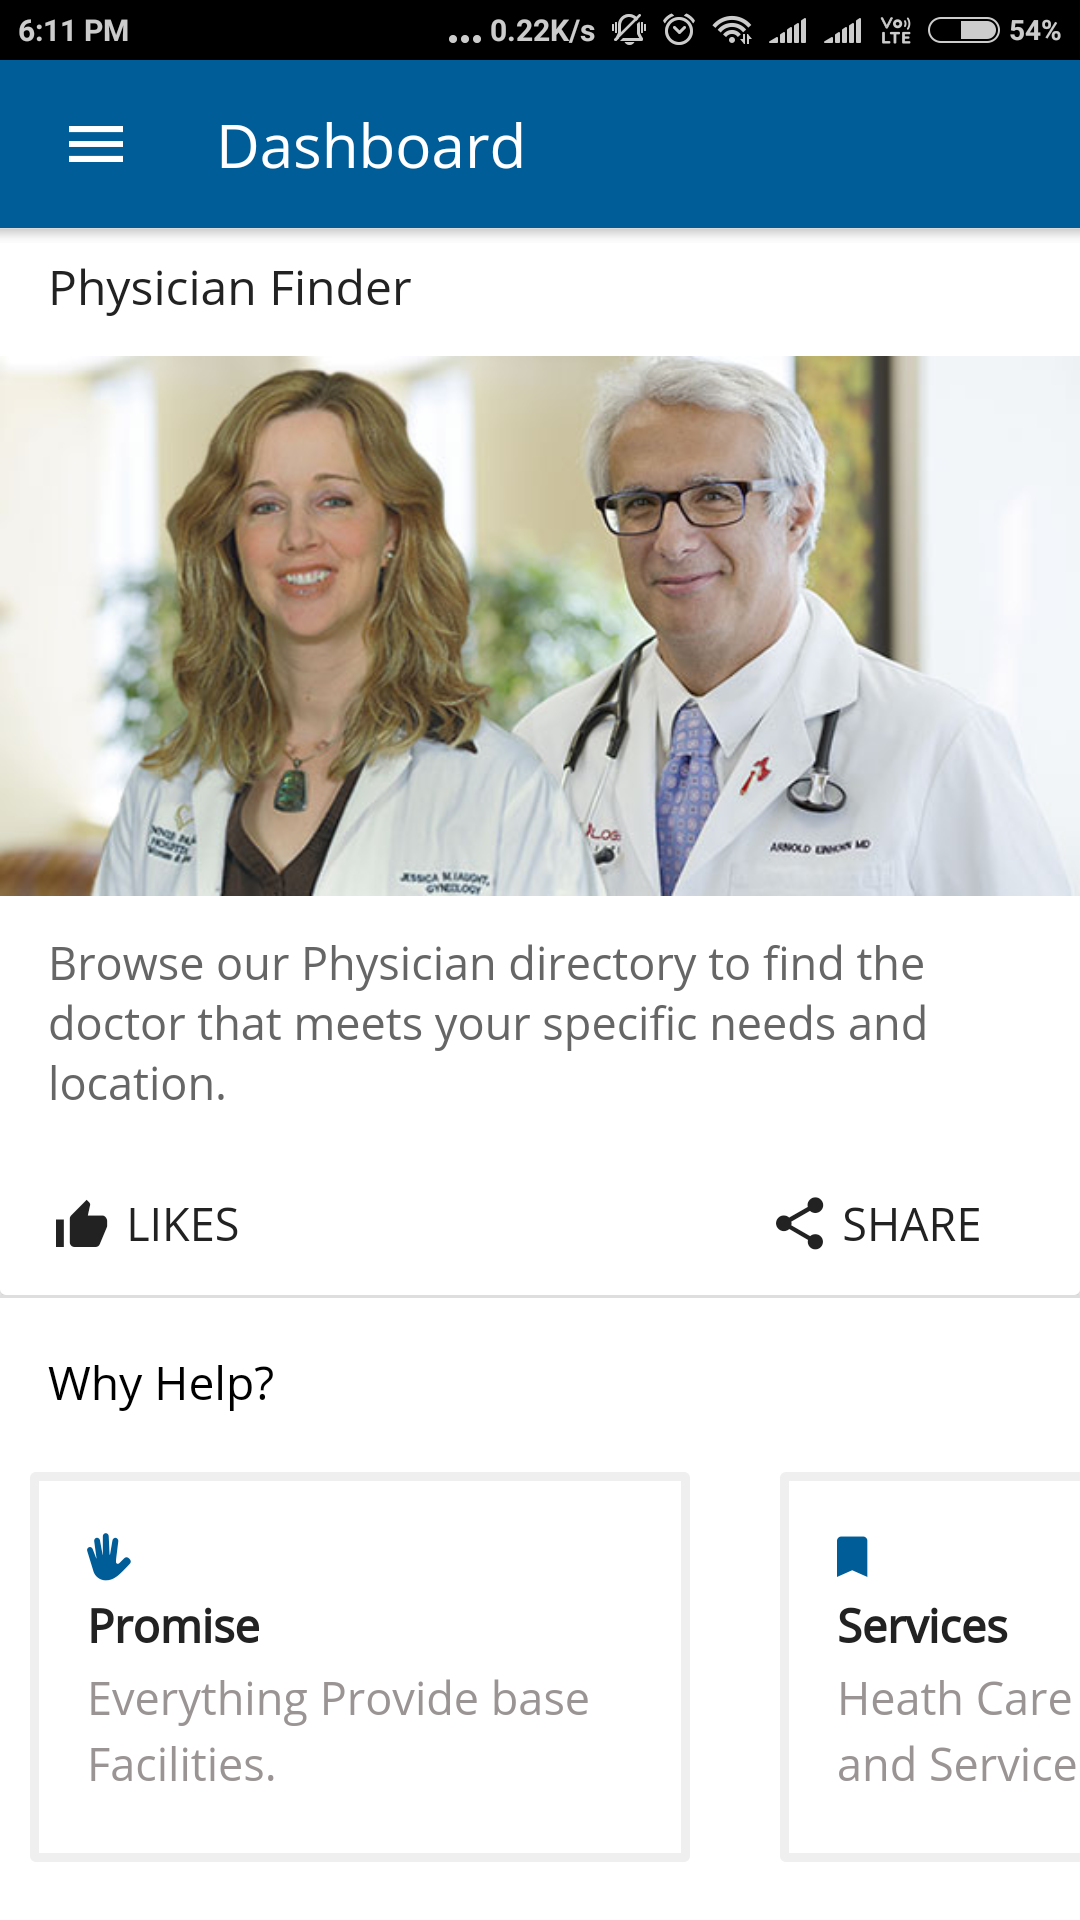 6:11 PM
... 0.22K/s
VO))
LTE
54%
Dashboard
Physician Finder
ARNOLD EINHORN MD
JESSICA M.
GYNECOLOGY
Browse our Physician directory to find the
doctor that meets your specific needs and
location.
LIKES
SHARE
Why Help?
Promise
Everything Provide base
Facilities.
Services
Heath Care
and Service